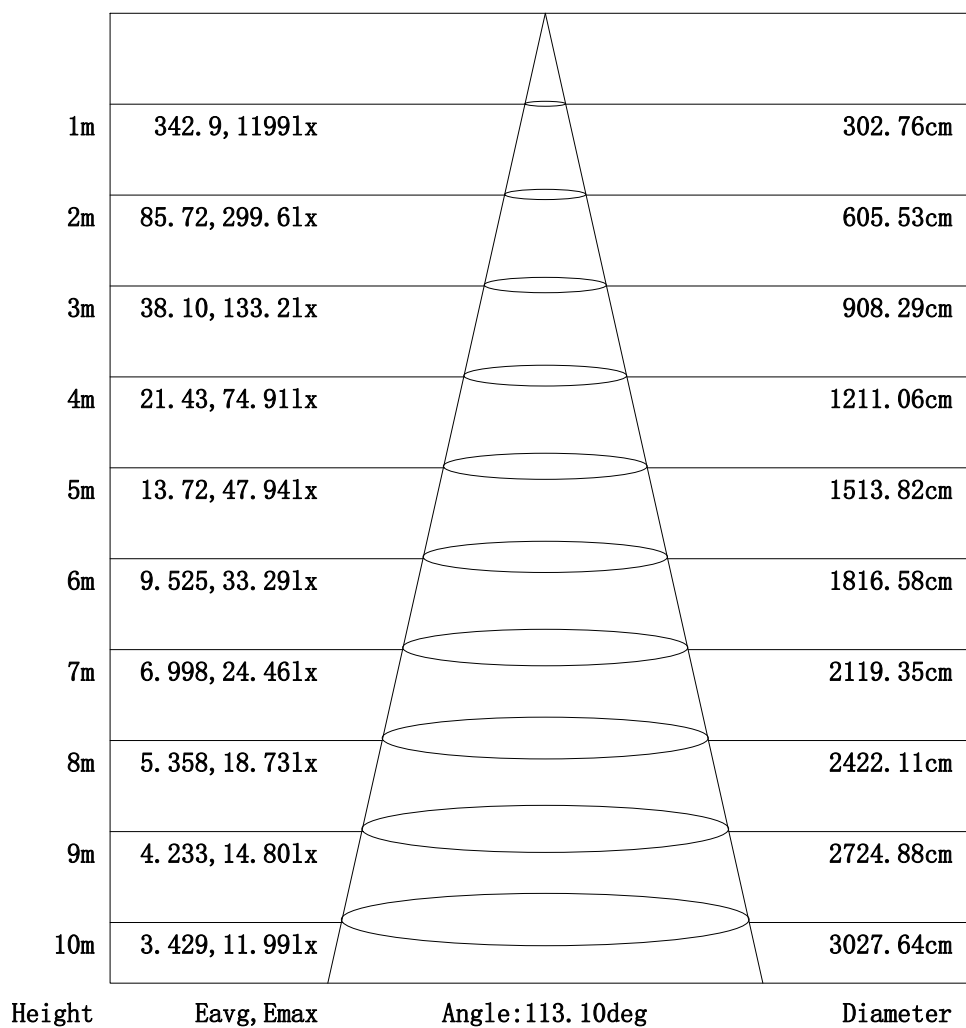 1m 342.9,1199lx 302.76cm
2m 85.72,299.6lx 605.53cm
3m 38.10,133.2lx 908.29cm
4m 21.43,74.91lx 1211.06cm
5m 13.72,47.94lx 1513.82cm
6m 9.525,33.29lx 1816.58cm
7m 6.998,24.46lx 2119.35cm
8m 5.358,18.73lx 2422.11cm
9m 4.233,14.80lx 2724.88cm
10m 3.429,11.99lx 3027.64cm
Height Eavg,Emax Angle:113.10deg Diameter